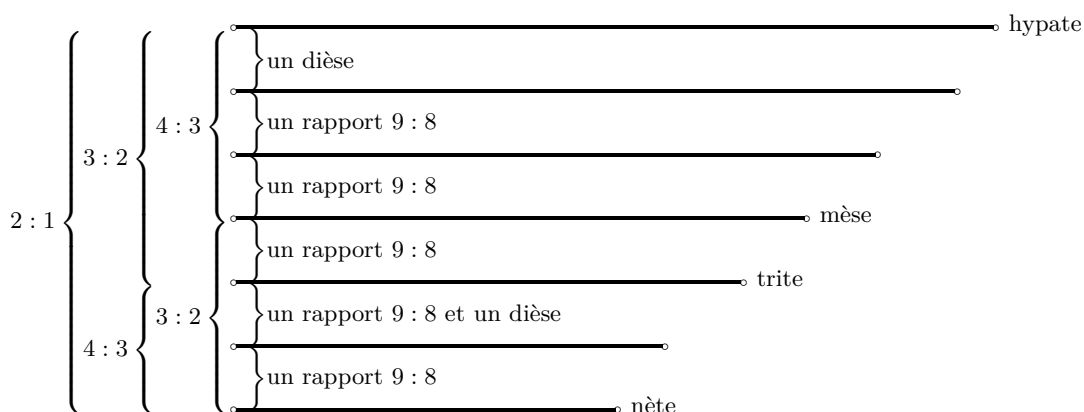 hypate
un dièse
4 : 3
un rapport 9 : 8
3 : 2
un rapport 9 : 8
2 : 1
mèse
un rapport 9 : 8
trite
3 : 2
un rapport 9 : 8 et un dièse
4 : 3
un rapport 9 : 8
nète